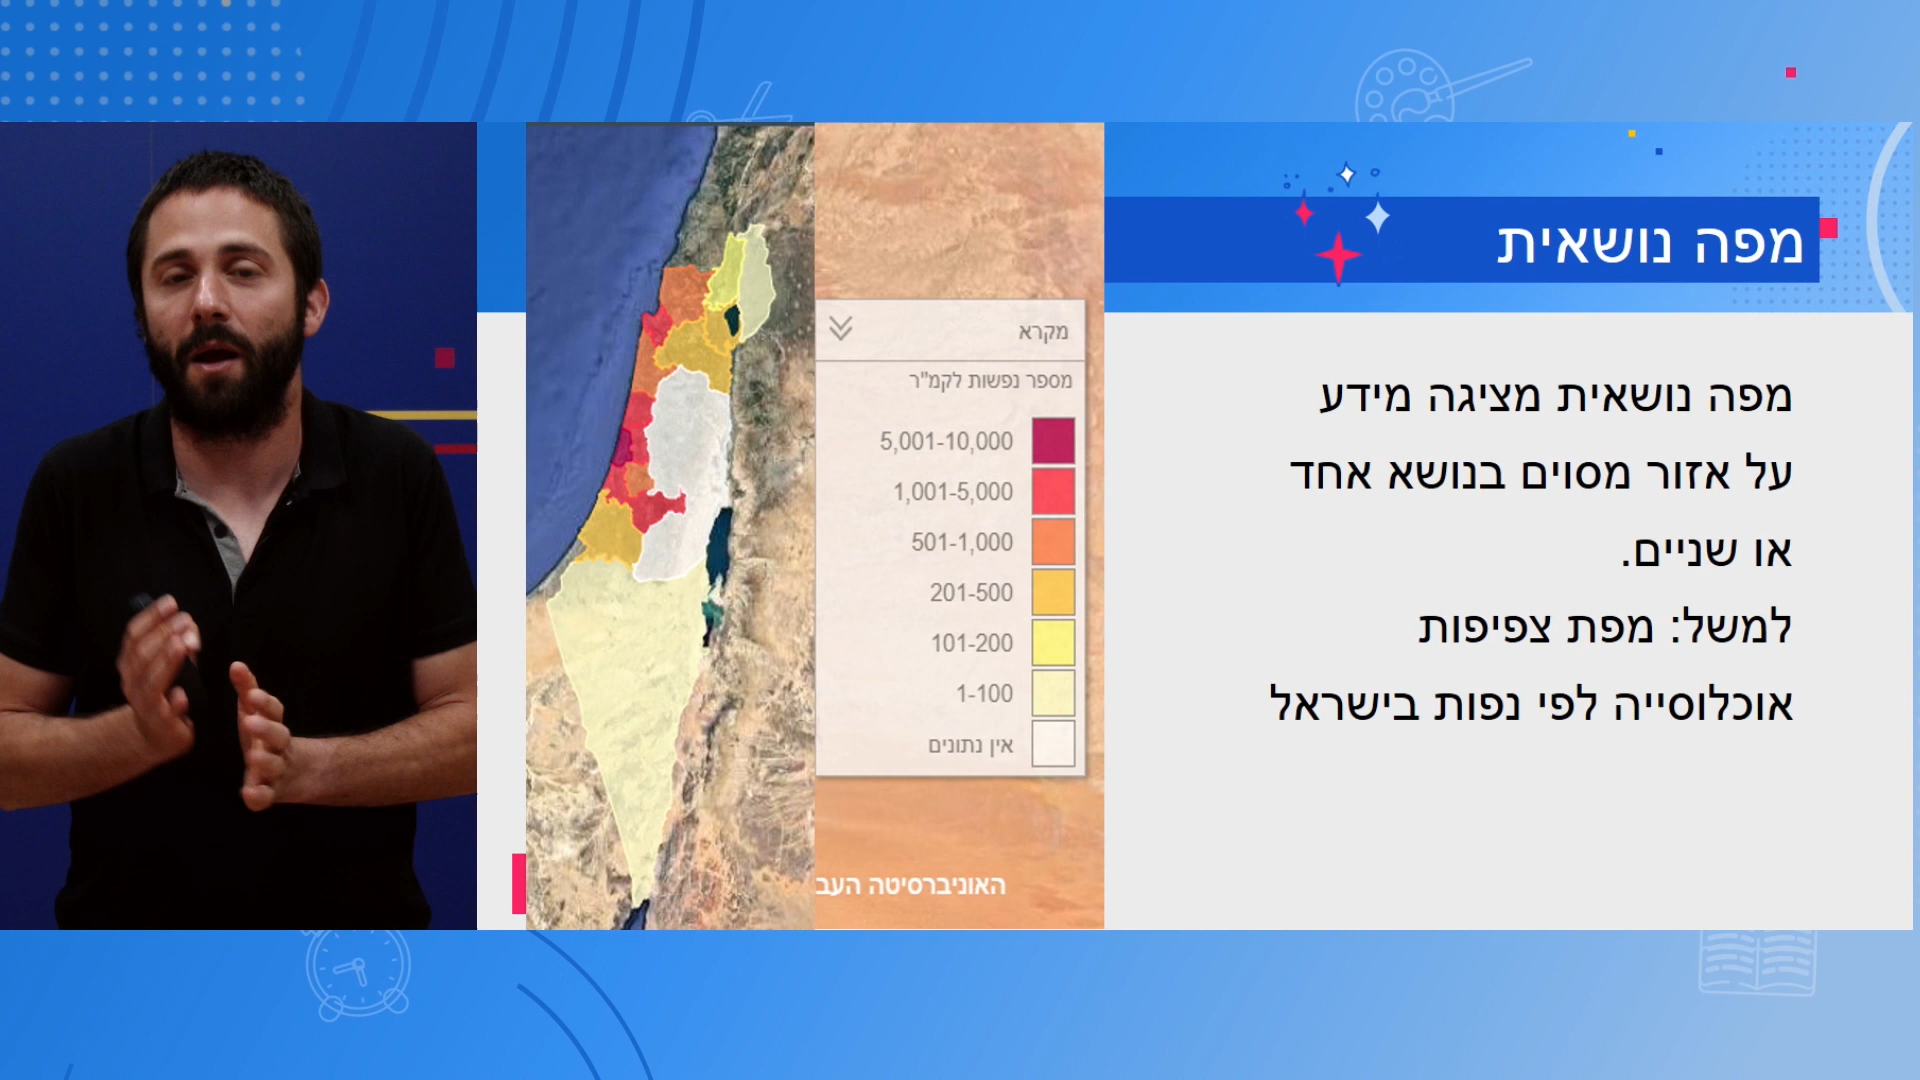 מפה נושאית
מפה נושאית מציגה מידע
על אזור מסוים בנושא אחד
או שניים.
למשל: מפת צפיפות
אוכלוסייה לפי נפות בישראל
מקרא
מספר נפשות לקמ"ר
5,001-10,000
1,001-5,000
501-1,000
201-500
101-200
1-100
אין נתונים
האוניברסיטה העב